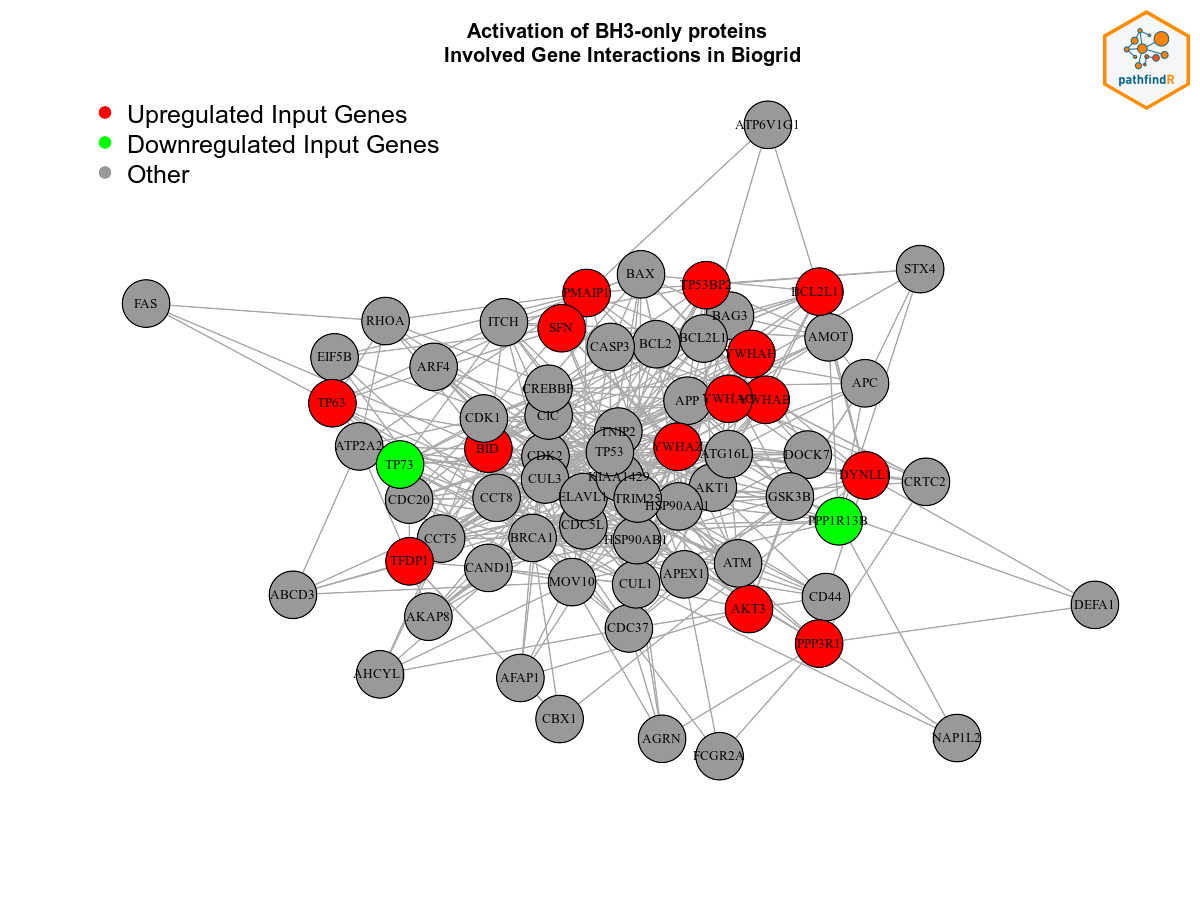 Activation of BH3-only proteins
Involved Gene Interactions in Biogrid
pathfindR
Upregulated Input Genes
Downregulated Input Genes
Other
ATP6V1G1
STX4
BAX
TP53BP2
BCL2L1
PMAIP1
FAS
RHOA
ITCH
SFN
BAG3
AMOT
BCL2L1
CASP3
BCL2
EIF5B
ARF4
APC
CREBBP
TP63
APP
CIC
CDK1
TNIP2
ATP2A2
BID
YWHAZ
TP53
ATG16L
DOCK7
CDK2
TP73
DYNLL1
CRTC2
CUL3
KIAA1429
AKT1
CDC20
CCT8
ELAVL1
TRIM25
HSP90AA1
GSK3B
PPP1R13B
CDC5L
CCT5
BRCA1
HSP90AB1
TFDP1
CAND1
ATM
APEX1
MOV10
CUL1
ABCD3
CD44
DEFA1
AKT3
AKAP8
CDC37
PPP3R1
AHCYL
AFAP1
CBX1
AGRN
NAP1L2
FCGR2A